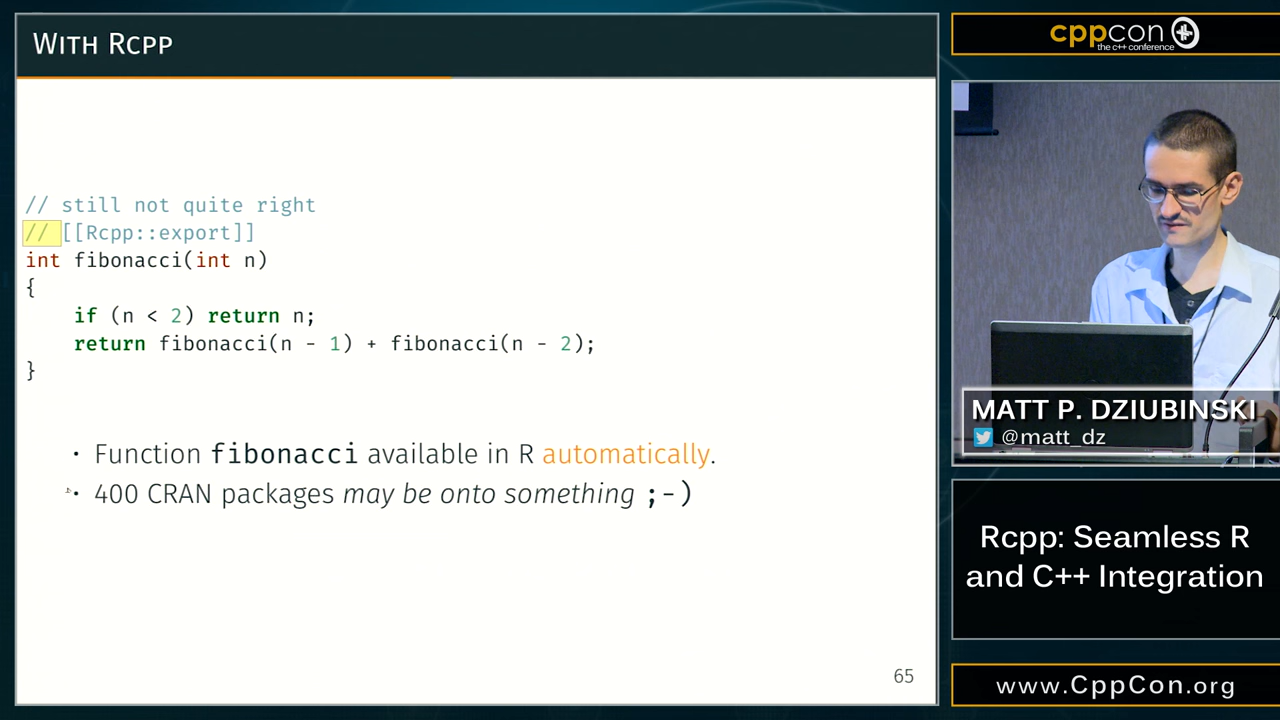 WITH RCPP
// still not quite right
// [[Rcpp::export]]
int fibonacci(int n)
{
    if (n < 2) return n;
    return fibonacci(n - 1) + fibonacci(n - 2);
}
· Function fibonacci available in R automatically.
· 400 CRAN packages may be onto something ;-)
65
cppcon
the c++ conference
MATT P. DZIUBINSKI
@matt_dz
Rcpp: Seamless R
and C++ Integration
www.CppCon.org